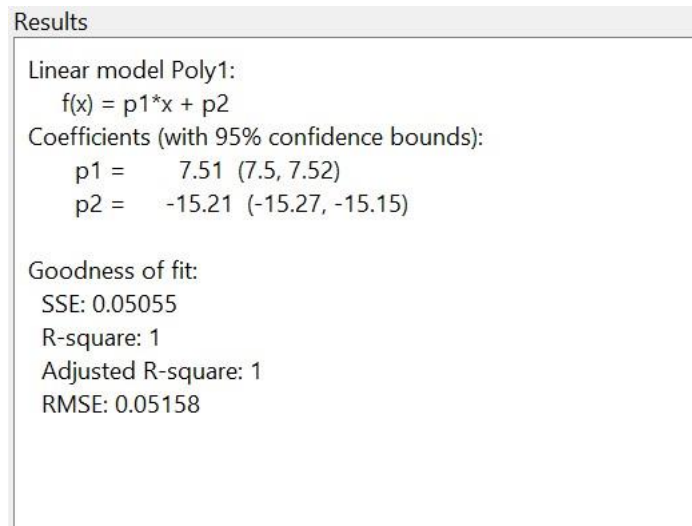 Results
Linear model Poly1:
f(x) = p1*x + p2
Coefficients (with 95% confidence bounds):
p1 = 7.51 (7.5, 7.52)
p2 = -15.21 (-15.27, -15.15)
Goodness of fit:
SSE: 0.05055
R-square: 1
Adjusted R-square: 1
RMSE: 0.05158